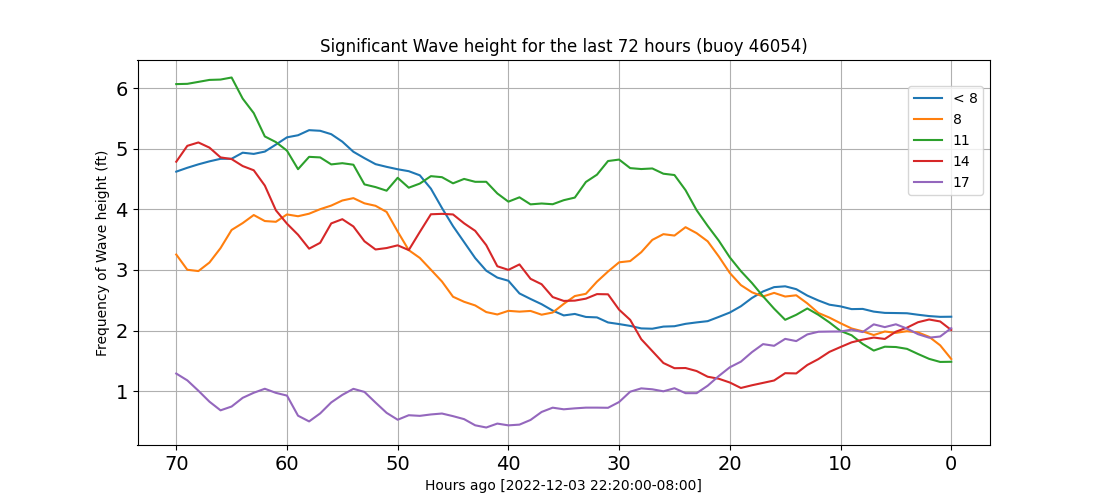 Significant Wave height for the last 72 hours (buoy 46054)
Frequency of Wave height (ft)
6
5
4
3
2
1
< 8
8
11
14
17
70 60 50 40 30 20 10 0
Hours ago [2022-12-03 22:20:00-08:00]